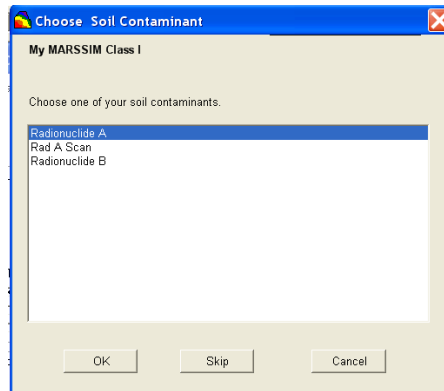 Choose Soil Contaminant
My MARSSIM Class I
Choose one of your soil contaminants.
Radionuclide A
Rad A Scan
Radionuclide B
OK Skip Cancel